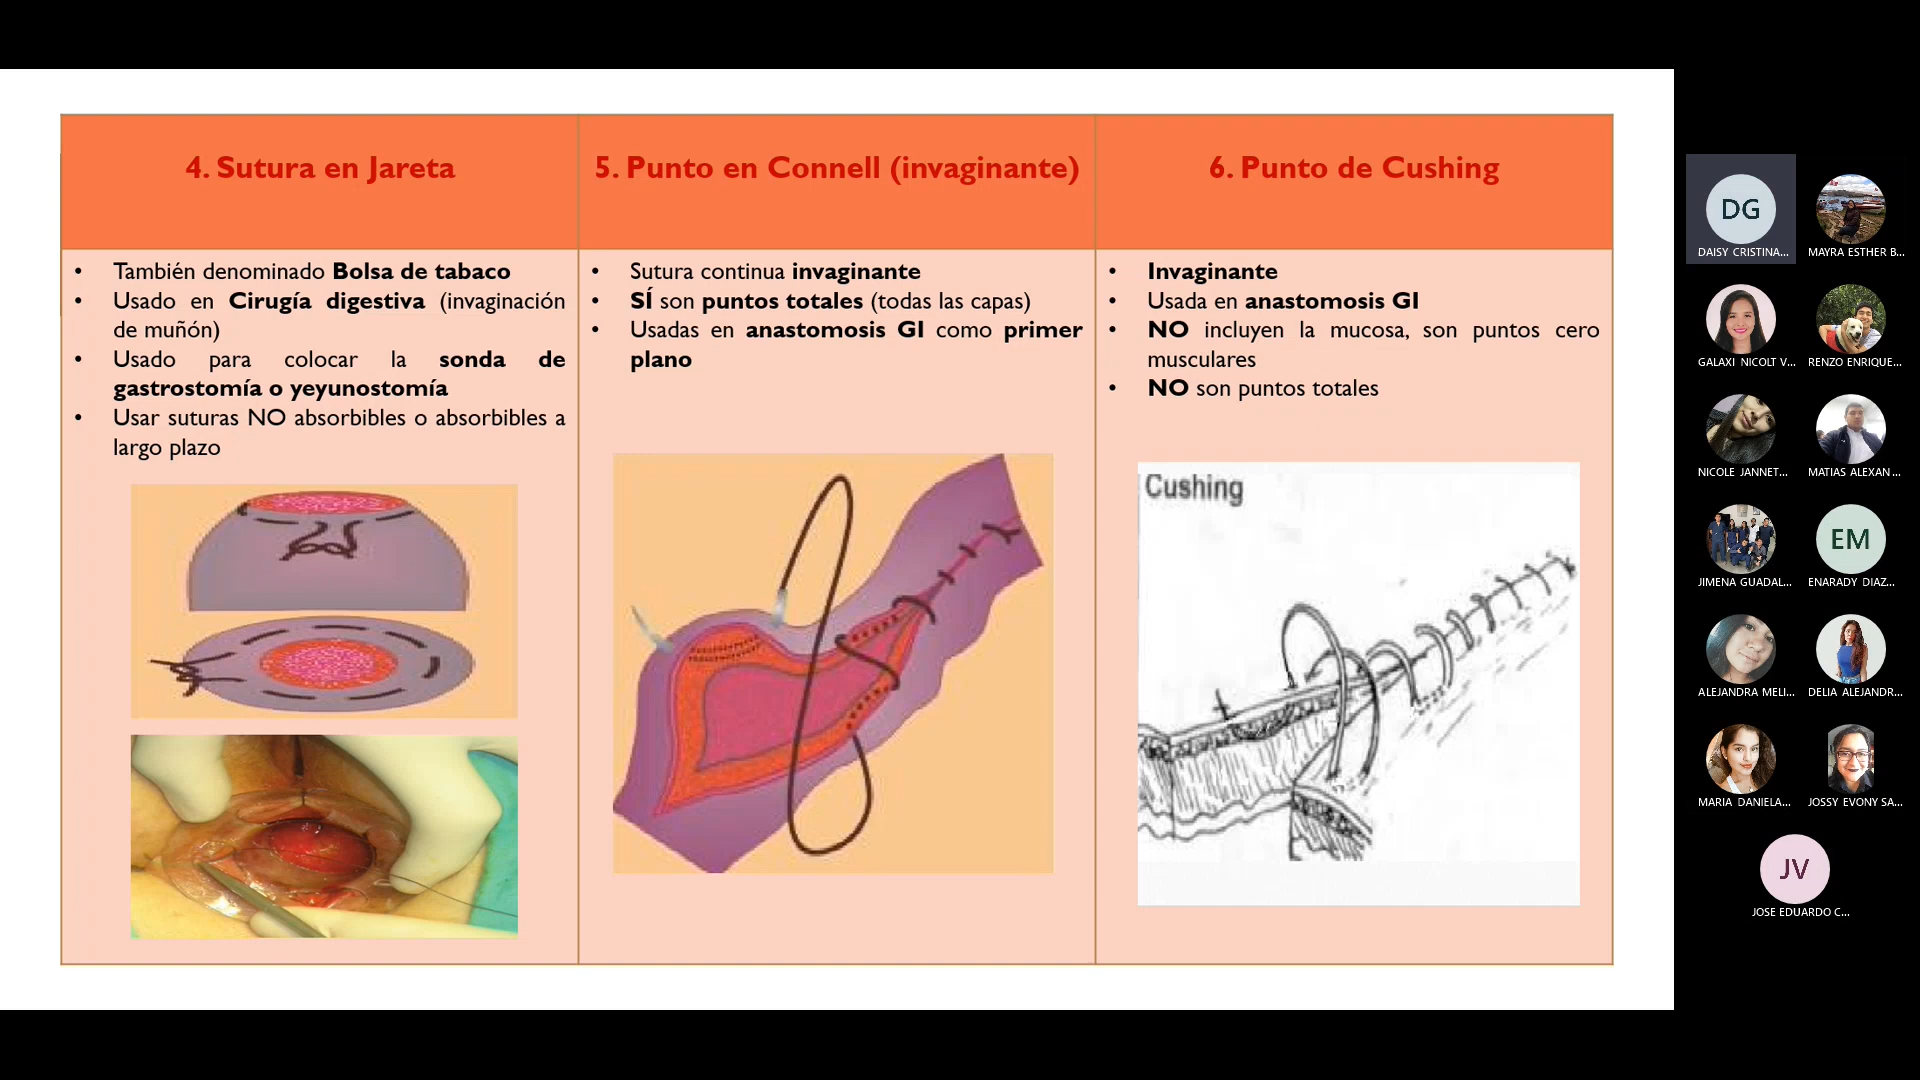 4. Sutura en Jareta
• También denominado Bolsa de tabaco
• Usado en Cirugía digestiva (invaginación
de muñón)
• Usado para colocar la sonda de
gastrostomía o yeyunostomía
• Usar suturas NO absorbibles o absorbibles a
largo plazo
5. Punto en Connell (invaginante)
• Sutura continua invaginante
• SÍ son puntos totales (todas las capas)
• Usadas en anastomosis GI como primer
plano
6. Punto de Cushing
• Invaginante
• Usada en anastomosis GI
• NO incluyen la mucosa, son puntos cero
musculares
• NO son puntos totales
Cushing
DG
DAISY CRISTINA...
MAYRA ESTHER B...
GALAXI NICOLT V...
RENZO ENRIQUE...
NICOLE JANNET...
MATIAS ALEXAN...
JIMENA GUADAL...
EM
ENARADY DIAZ...
ALEJANDRA MELI...
DELIA ALEJANDR...
MARIA DANIELA...
JOSSY EVONY SA...
JV
JOSE EDUARDO C...